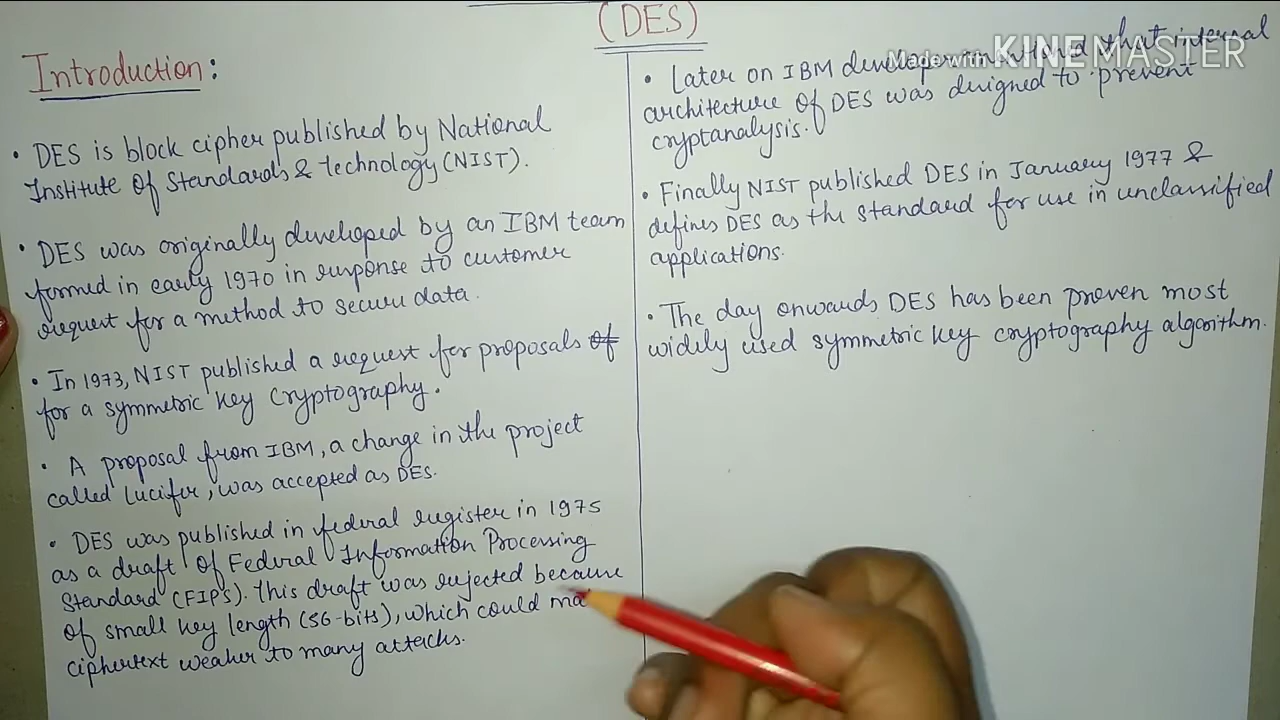 (DES)
Introduction:
• DES is block cipher published by National
Institute of Standards & technology (NIST).
• DES was originally developed by an IBM team
formed in early 1970 in response to customer
request for a method to secure data.
• In 1973, NIST published a request for proposals of
for a symmetric key Cryptography.
• A proposal from IBM, a change in the project
called Lucifer, was accepted as DES.
• DES was published in federal register in 1975
as a draft of Federal Information Processing
Standard (FIPS). This draft was rejected because
of small key length (56-bits), which could
ciphertext weaker to many attacks.
• Later on IBM developer mentioned that internal
architecture of DES was designed to prevent
cryptanalysis.
• Finally NIST published DES in January 1977 &
defines DES as the standard for use in unclassified
applications.
• The day onwards DES has been proven most
widely used symmetric key cryptography algorithm.
Made with KINEMASTER